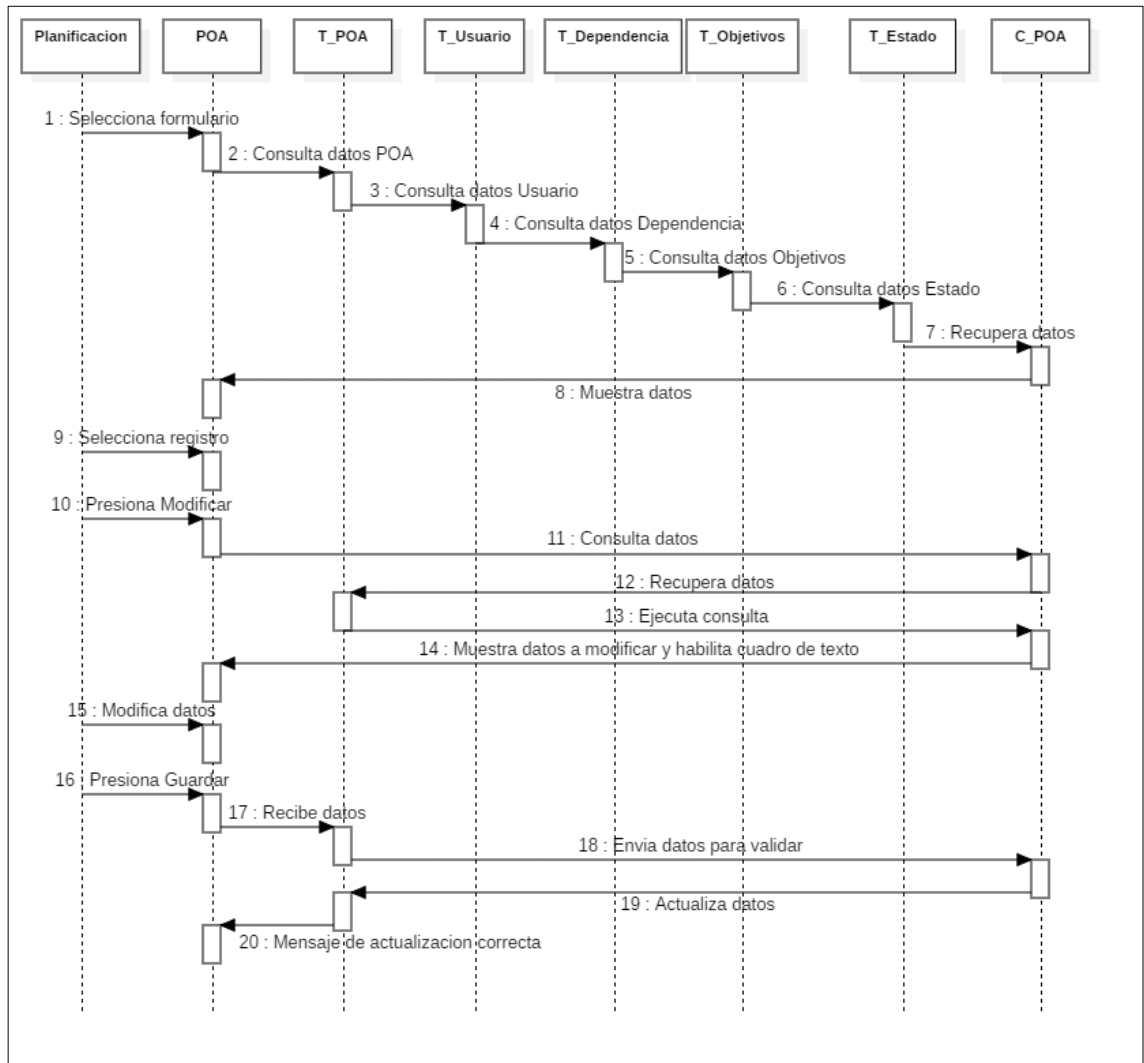 Planificacion
POA
T_POA
T_Usuario
T_Dependencia
T_Objetivos
T_Estado
C_POA
1 : Selecciona formulario
2 : Consulta datos POA
3 : Consulta datos Usuario
4 : Consulta datos Dependencia
5 : Consulta datos Objetivos
6 : Consulta datos Estado
7 : Recupera datos
8 : Muestra datos
9 : Selecciona registro
10 : Presiona Modificar
11 : Consulta datos
12 : Recupera datos
13 : Ejecuta consulta
14 : Muestra datos a modificar y habilita cuadro de texto
15 : Modifica datos
16 : Presiona Guardar
17 : Recibe datos
18 : Envia datos para validar
19 : Actualiza datos
20 : Mensaje de actualizacion correcta